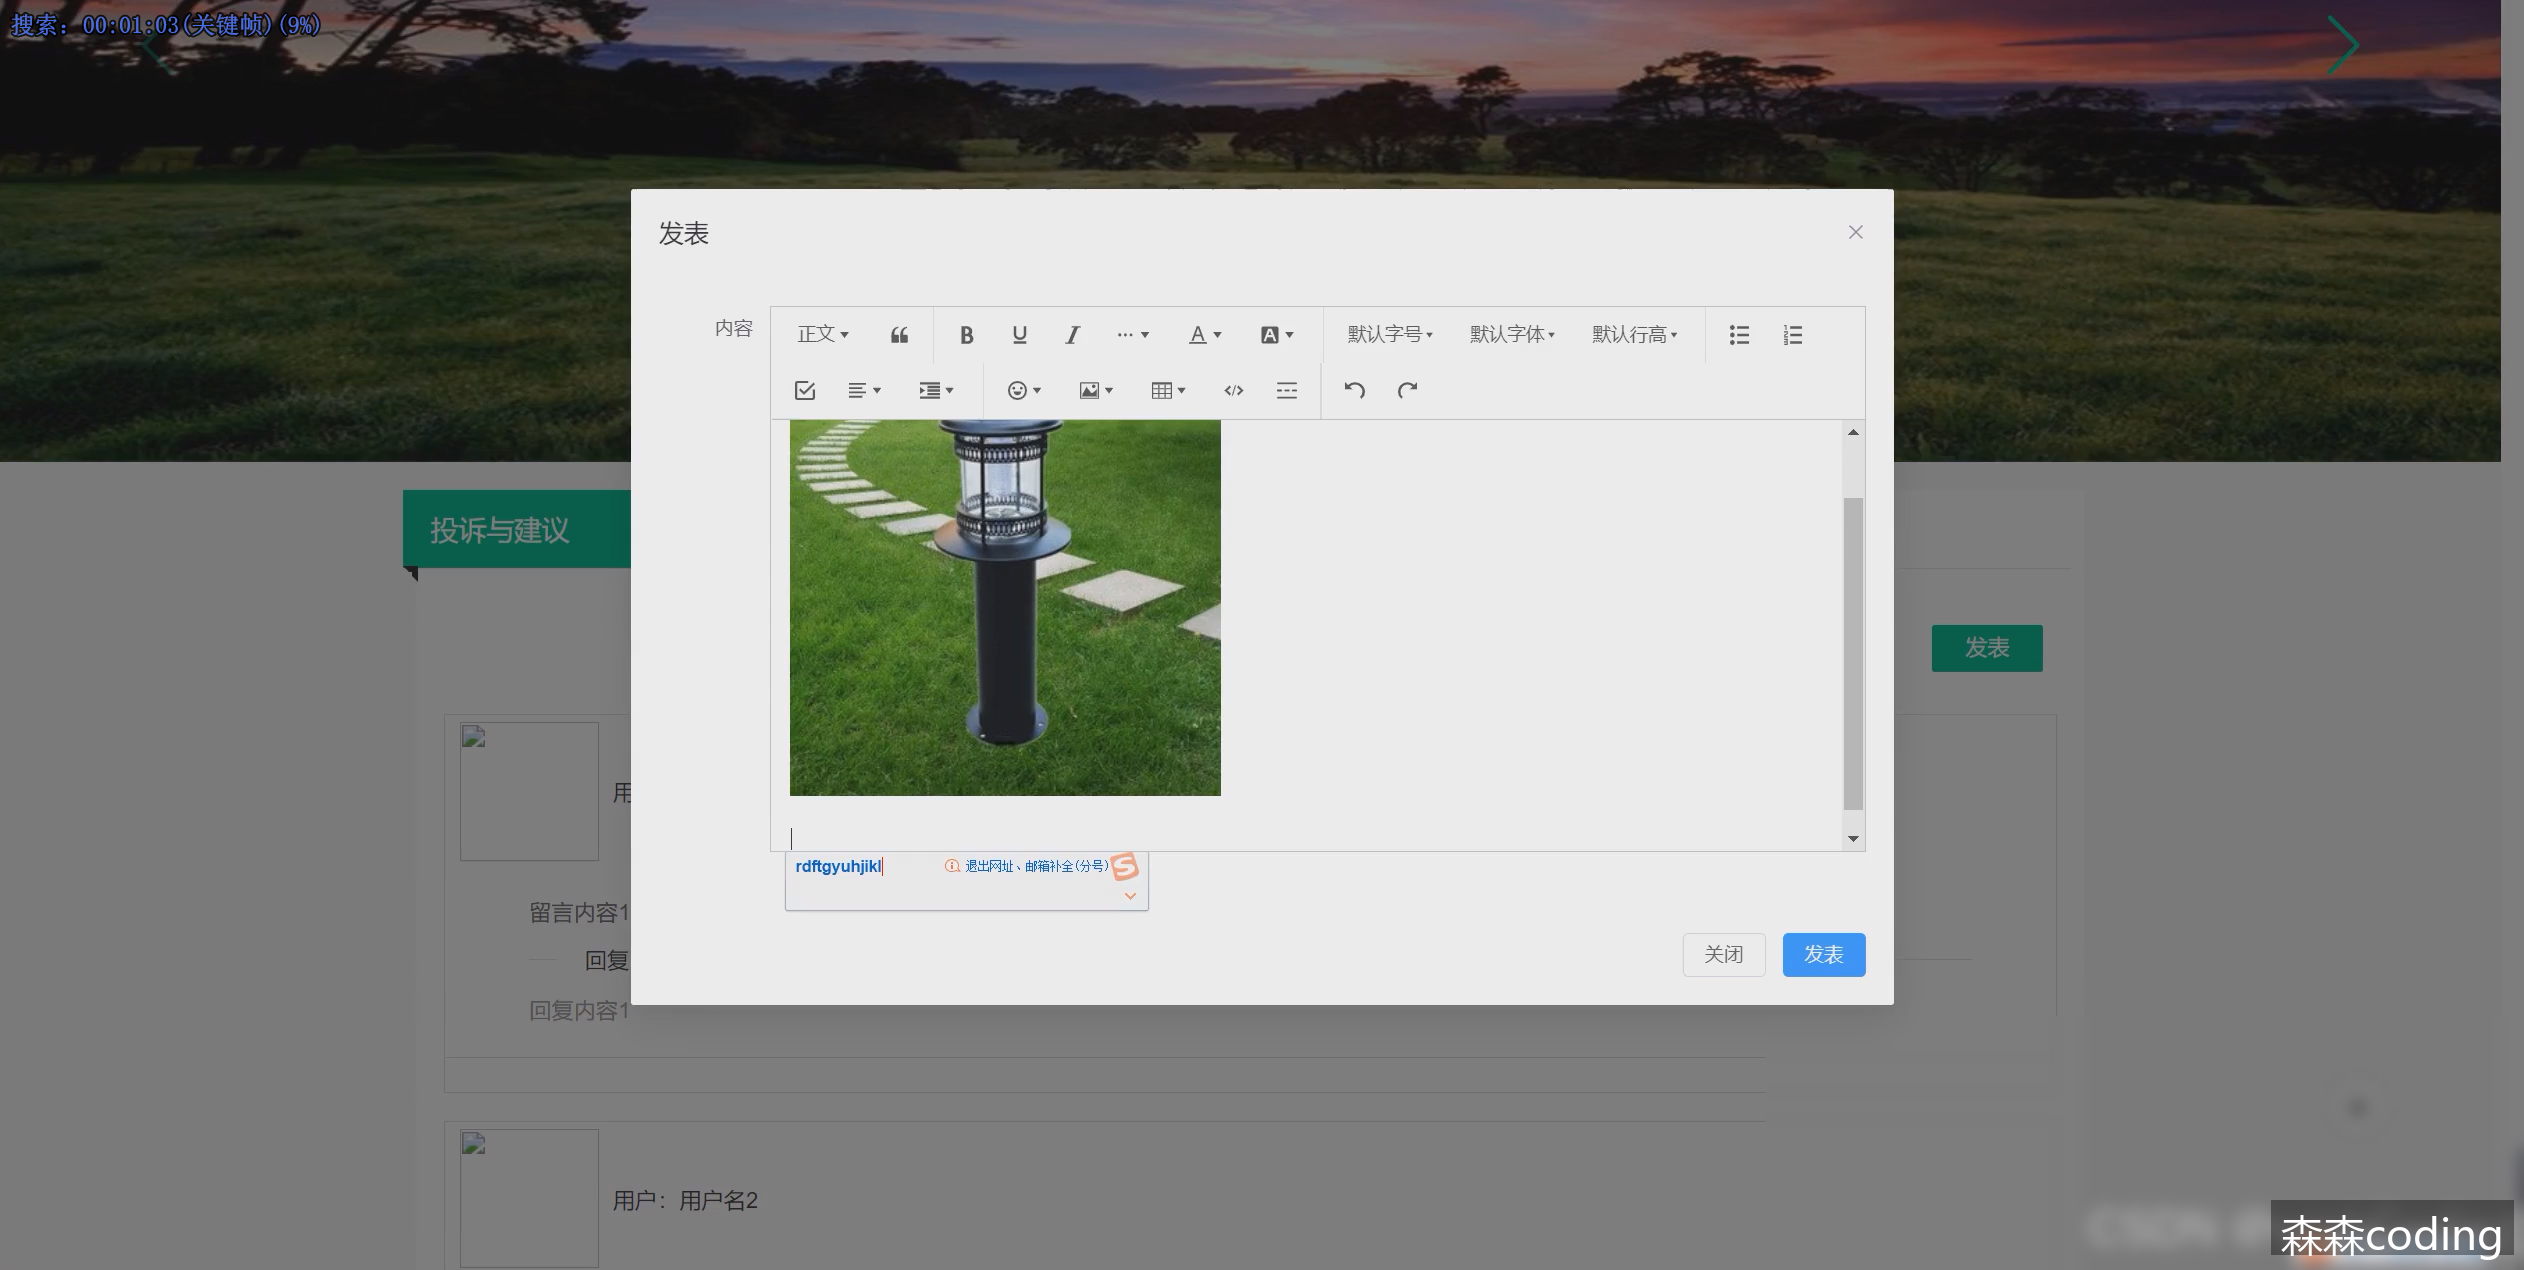 搜索：00:01:03(关键帧)(9%)
发表
内容
正文
默认字号
默认字体
默认行高
投诉与建议
发表
用
rdftgyuhjikl
退出网址、邮箱补全(分号)
留言内容1
回复
关闭
发表
回复内容1
用户：用户名2
森森coding